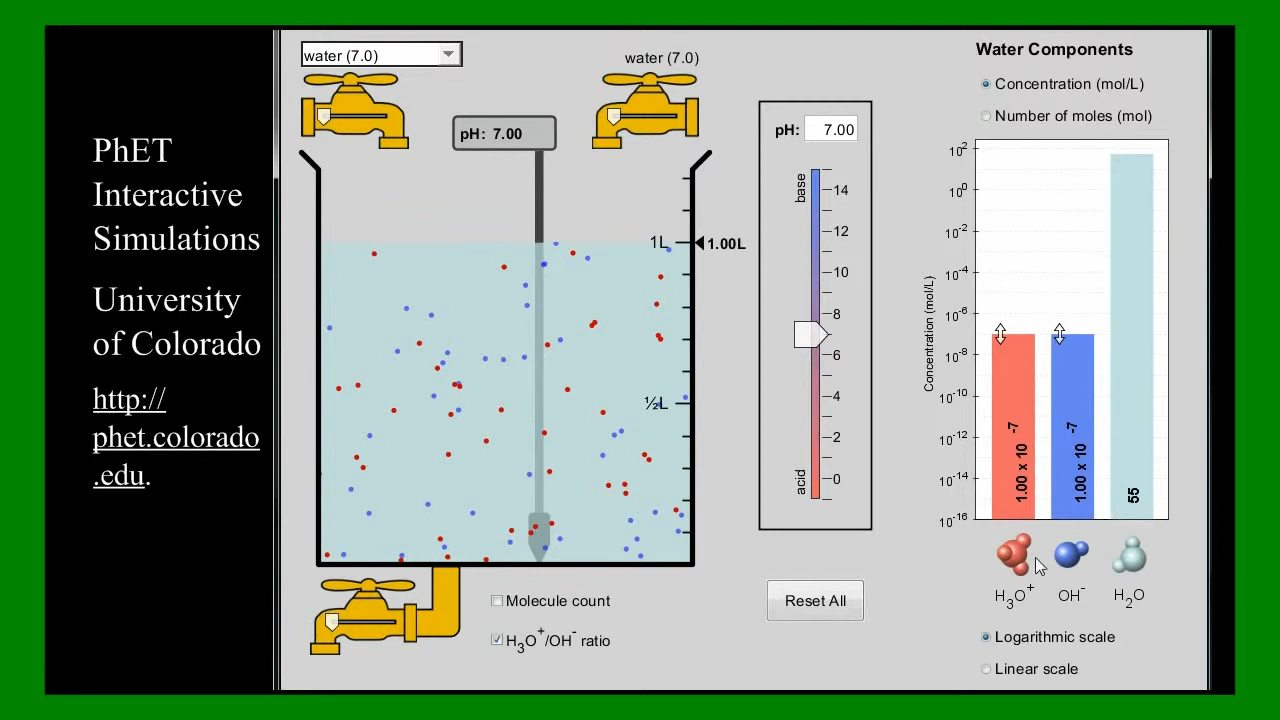 PhET
Interactive
Simulations
University
of Colorado
http://
phet.colorado
.edu.
water (7.0)
water (7.0)
pH: 7.00
1L
1.00L
½L
Molecule count
H3O+/OH- ratio
pH: 7.00
base
14
12
10
8
6
4
2
0
acid
Reset All
Water Components
Concentration (mol/L)
Number of moles (mol)
Concentration (mol/L)
10^2
10^0
10^-2
10^-4
10^-6
10^-8
10^-10
10^-12
10^-14
10^-16
1.00 x 10^-7
1.00 x 10^-7
55
H3O+
OH-
H2O
Logarithmic scale
Linear scale